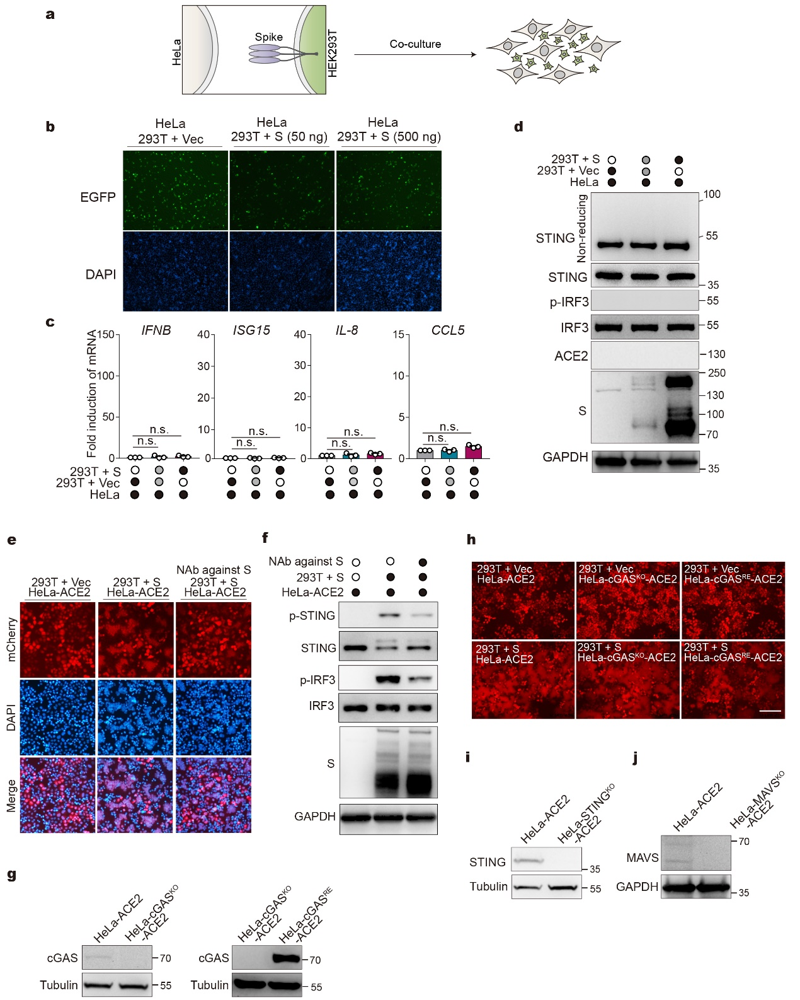 a
HeLa
Spike
HEK293T
Co-culture
b
HeLa
293T + Vec
HeLa
293T + S (50 ng)
HeLa
293T + S (500 ng)
EGFP
DAPI
c
Fold induction of mRNA
IFNB
150
100
50
0
n.s.
n.s.
ISG15
40
30
20
10
0
n.s.
n.s.
IL-8
40
30
20
10
0
n.s.
n.s.
CCL5
15
10
5
0
n.s.
n.s.
293T + S
293T + Vec
HeLa
d
293T + S
293T + Vec
HeLa
Non-reducing
STING
100
55
STING
35
p-IRF3
55
IRF3
55
ACE2
130
S
250
130
100
70
GAPDH
35
e
293T + Vec
HeLa-ACE2
293T + S
HeLa-ACE2
NAb against S
293T + S
HeLa-ACE2
mCherry
DAPI
Merge
f
NAb against S
293T + S
HeLa-ACE2
p-STING
STING
p-IRF3
IRF3
S
GAPDH
g
HeLa-ACE2
HeLa-cGASKO
-ACE2
cGAS
70
Tubulin
55
HeLa-cGASKO
-ACE2
HeLa-cGASRE
-ACE2
cGAS
70
Tubulin
55
h
293T + Vec
HeLa-ACE2
293T + Vec
HeLa-cGASKO-ACE2
293T + Vec
HeLa-cGASRE-ACE2
293T + S
HeLa-ACE2
293T + S
HeLa-cGASKO-ACE2
293T + S
HeLa-cGASRE-ACE2
i
HeLa-ACE2
HeLa-STINGKO
-ACE2
STING
35
Tubulin
55
j
HeLa-ACE2
HeLa-MAVSKO
-ACE2
MAVS
70
GAPDH
35